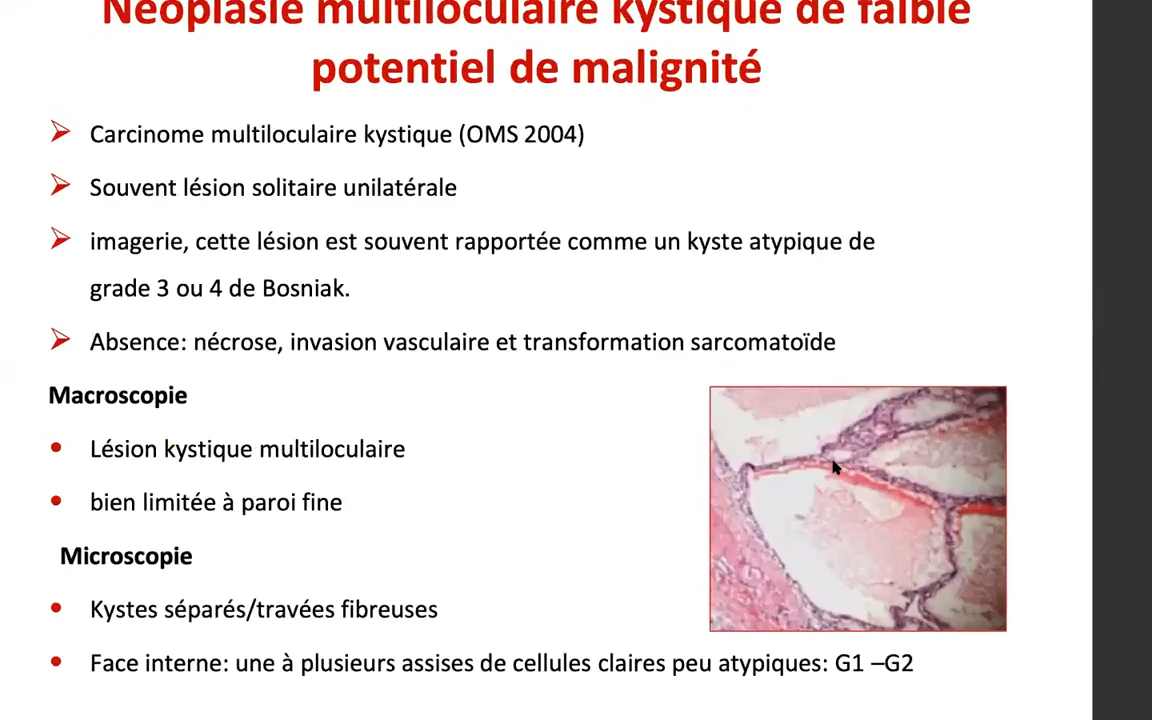 Néoplasie multiloculaire kystique de faible
potentiel de malignité
Carcinome multiloculaire kystique (OMS 2004)
Souvent lésion solitaire unilatérale
imagerie, cette lésion est souvent rapportée comme un kyste atypique de
grade 3 ou 4 de Bosniak.
Absence: nécrose, invasion vasculaire et transformation sarcomatoïde
Macroscopie
Lésion kystique multiloculaire
bien limitée à paroi fine
Microscopie
Kystes séparés/travées fibreuses
Face interne: une à plusieurs assises de cellules claires peu atypiques: G1 –G2